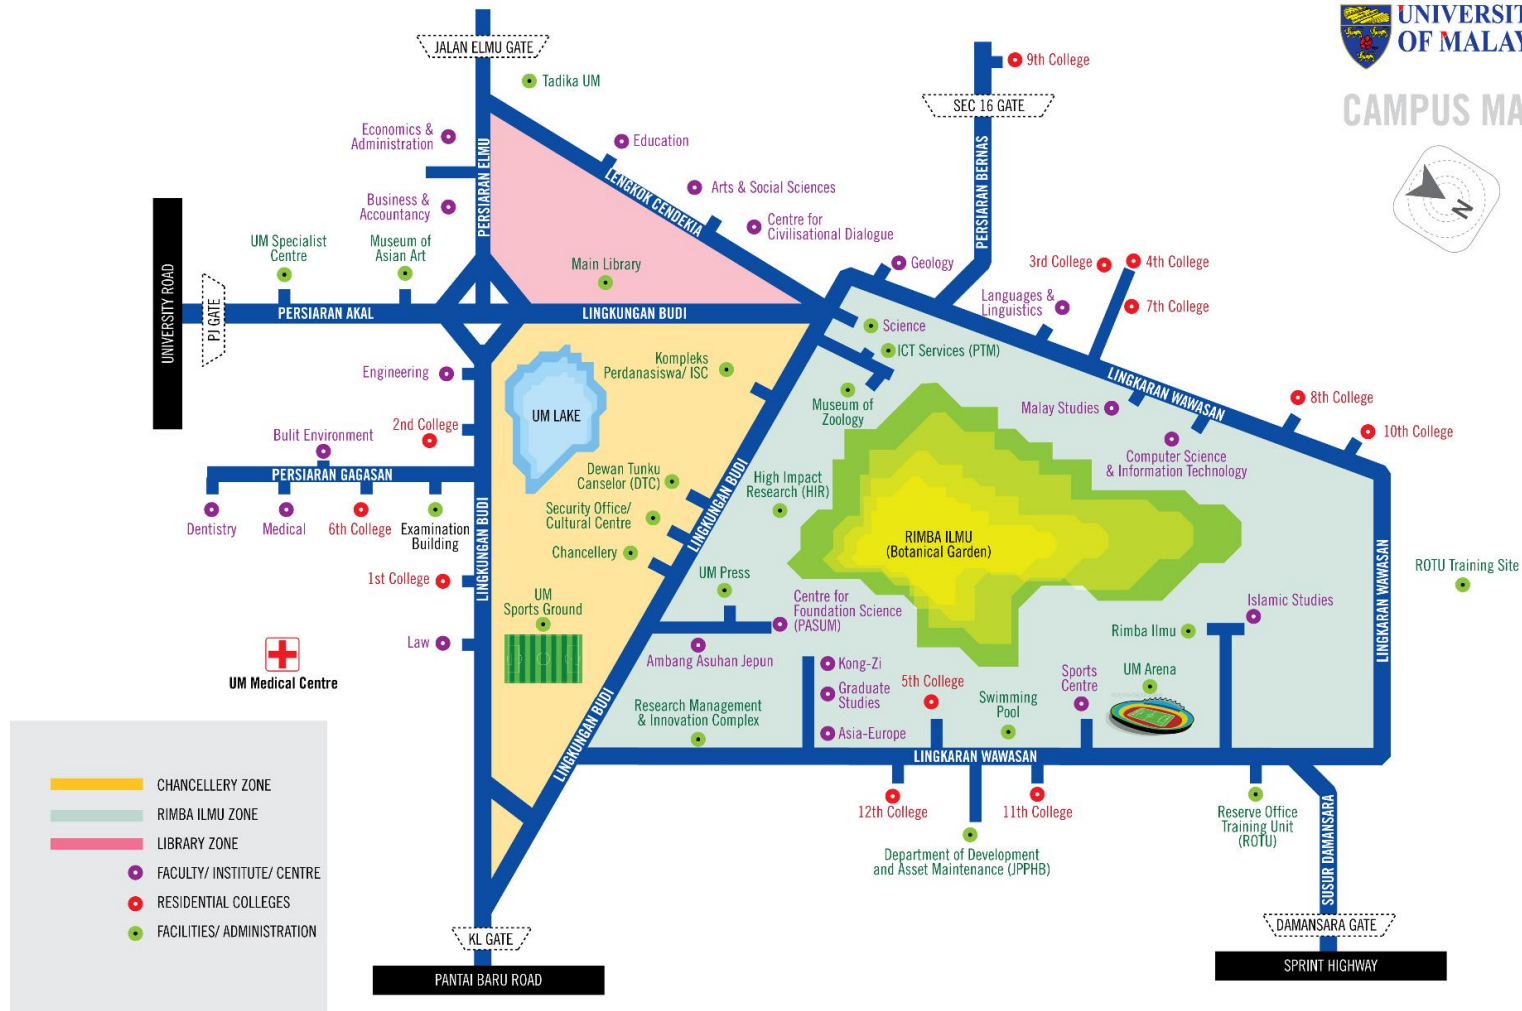 UNIVERSIT
OF MALAY
CAMPUS MA
N
JALAN ELMU GATE
Tadika UM
9th College
SEC 16 GATE
Economics &
Administration
Education
PERSIARAN ELMU
LENGKOK CENDEKIA
PERSIARAN BERNAS
Business &
Accountancy
Arts & Social Sciences
Centre for
Civilisational Dialogue
UM Specialist
Centre
Museum of
Asian Art
Main Library
Geology
3rd College
4th College
7th College
Languages &
Linguistics
UNIVERSITY ROAD
PJ GATE
PERSIARAN AKAL
LINGKUNGAN BUDI
Science
ICT Services (PTM)
Engineering
UM LAKE
Kompleks
Perdanasiswa/ ISC
Museum of
Zoology
Malay Studies
LINGKARAN WAWASAN
8th College
10th College
2nd College
Bulit Environment
PERSIARAN GAGASAN
Dentistry
Medical
6th College
Examination
Building
Dewan Tunku
Canselor (DTC)
Security Office/
Cultural Centre
Chancellery
LINGKUNGAN BUDI
High Impact
Research (HIR)
Computer Science
& Information Technology
RIMBA ILMU
(Botanical Garden)
LINGKUNGAN BUDI
1st College
UM
Sports Ground
UM Press
Centre for
Foundation Science
(PASUM)
LINGKARAN WAWASAN
ROTU Training Site
Islamic Studies
Rimba Ilmu
Law
UM Medical Centre
Ambang Asuhan Jepun
Kong-Zi
Graduate
Studies
Asia-Europe
5th College
Swimming
Pool
Sports
Centre
UM Arena
Research Management
& Innovation Complex
LINGKUNGAN BUDI
LINGKARAN WAWASAN
12th College
11th College
Department of Development
and Asset Maintenance (JPPHB)
Reserve Office
Training Unit
(ROTU)
SUSUR DAMANSARA
CHANCELLERY ZONE
RIMBA ILMU ZONE
LIBRARY ZONE
FACULTY/ INSTITUTE/ CENTRE
RESIDENTIAL COLLEGES
FACILITIES/ ADMINISTRATION
KL GATE
PANTAI BARU ROAD
DAMANSARA GATE
SPRINT HIGHWAY